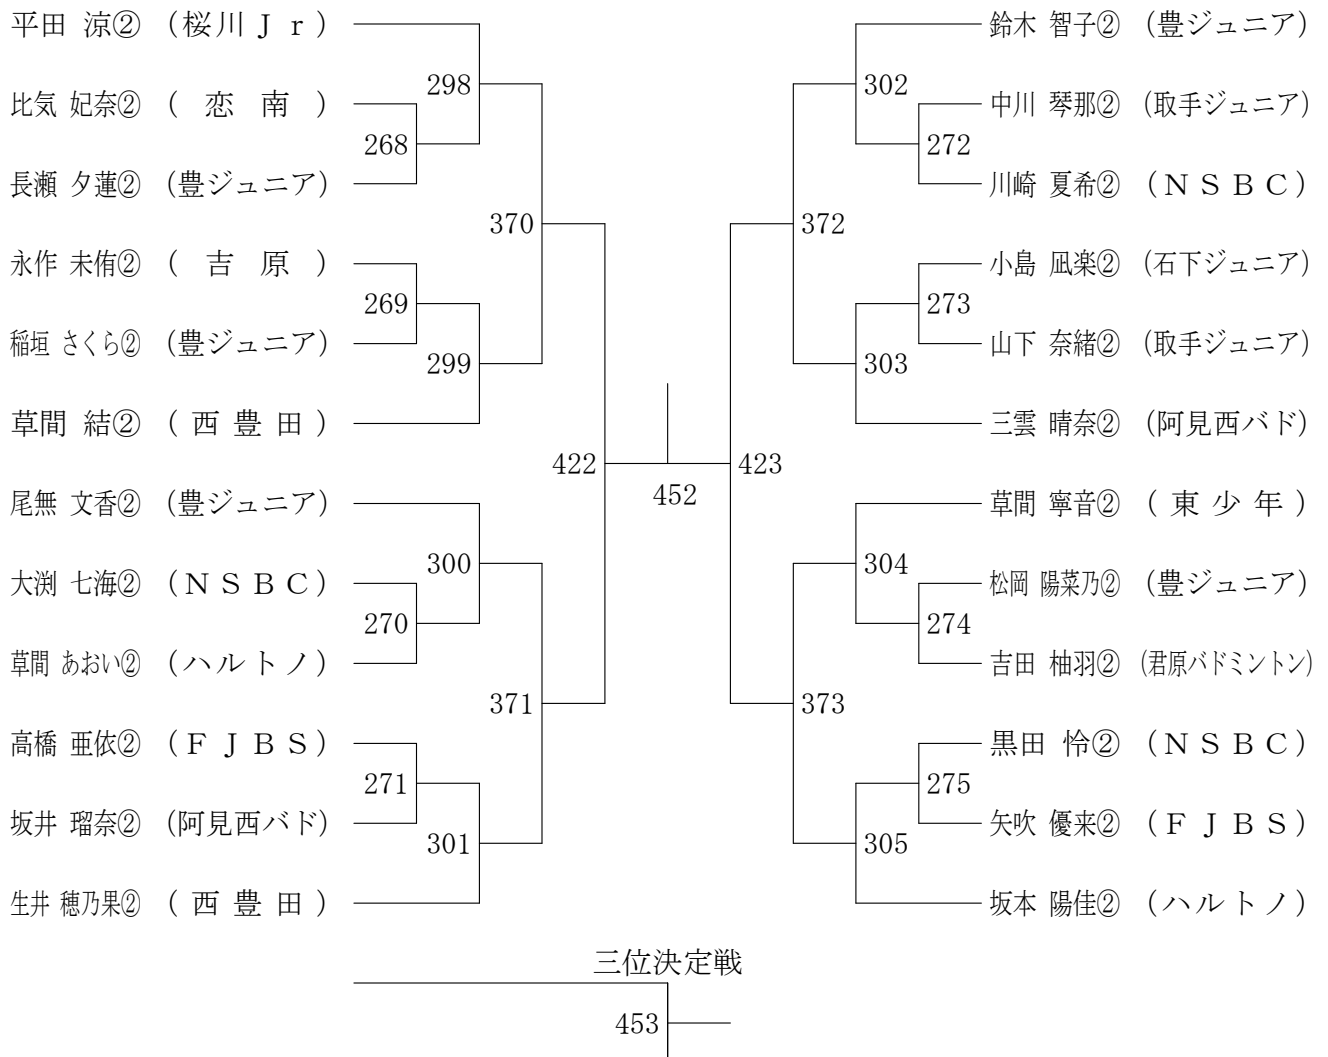 平田 涼② (桜川Ｊｒ)
298
比気 妃奈② (恋南)
268
長瀬 夕蓮② (豊ジュニア)
370
永作 未侑② (吉原)
269
稲垣 さくら② (豊ジュニア)
299
草間 結② (西豊田)
422
尾無 文香② (豊ジュニア)
300
大渕 七海② (ＮＳＢＣ)
270
草間 あおい② (ハルトノ)
371
高橋 亜依② (ＦＪＢＳ)
271
坂井 瑠奈② (阿見西バド)
301
生井 穂乃果② (西豊田)
452
鈴木 智子② (豊ジュニア)
302
中川 琴那② (取手ジュニア)
272
川崎 夏希② (ＮＳＢＣ)
372
小島 凪楽② (石下ジュニア)
273
山下 奈緒② (取手ジュニア)
303
三雲 晴奈② (阿見西バド)
423
草間 寧音② (東少年)
304
松岡 陽菜乃② (豊ジュニア)
274
吉田 柚羽② (君原バドミントン)
373
黒田 怜② (ＮＳＢＣ)
275
矢吹 優来② (ＦＪＢＳ)
305
坂本 陽佳② (ハルトノ)
三位決定戦
453